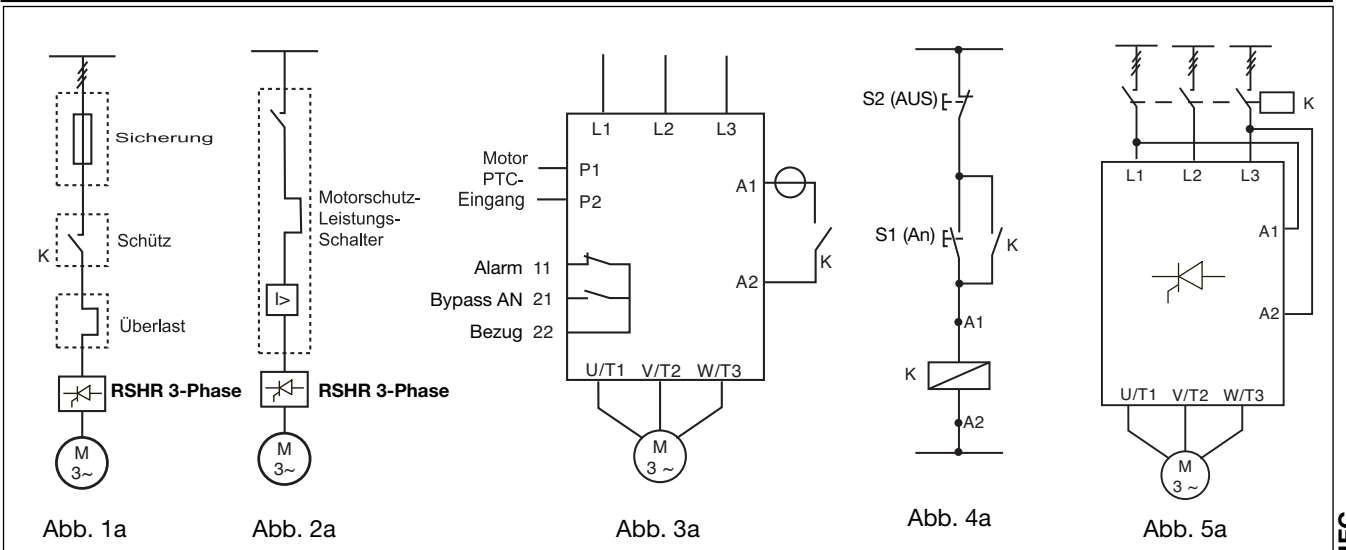 Sicherung
K
Schütz
Überlast
RSHR 3-Phase
M
3~
Abb. 1a
Motorschutz-
Leistungs-
Schalter
I>
RSHR 3-Phase
M
3~
Abb. 2a
L1 L2 L3
Motor
PTC-
Eingang
P1
P2
A1
K
A2
Alarm 11
Bypass AN 21
Bezug 22
U/T1 V/T2 W/T3
M
3 ~
Abb. 3a
S2 (AUS)
S1 (An)
K
A1
K
A2
Abb. 4a
K
L1 L2 L3
A1
A2
U/T1 V/T2 W/T3
M
3 ~
Abb. 5a
IEC